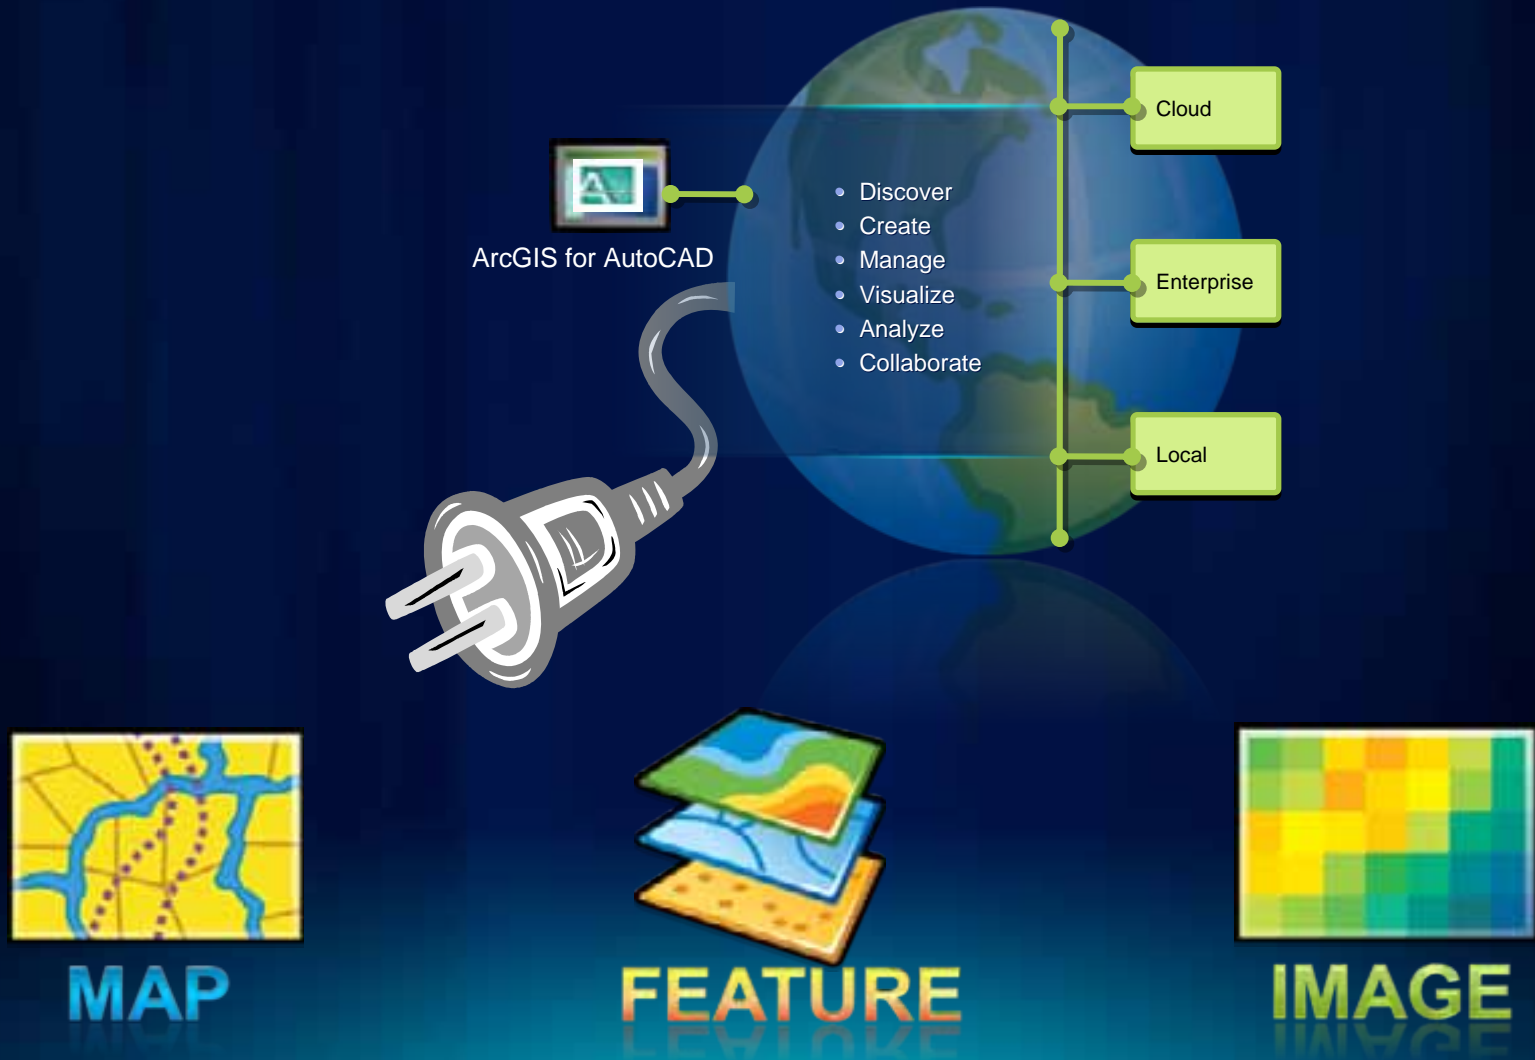 Cloud
ArcGIS for AutoCAD
• Discover
• Create
• Manage
• Visualize
• Analyze
• Collaborate
Enterprise
Local
MAP
FEATURE
IMAGE